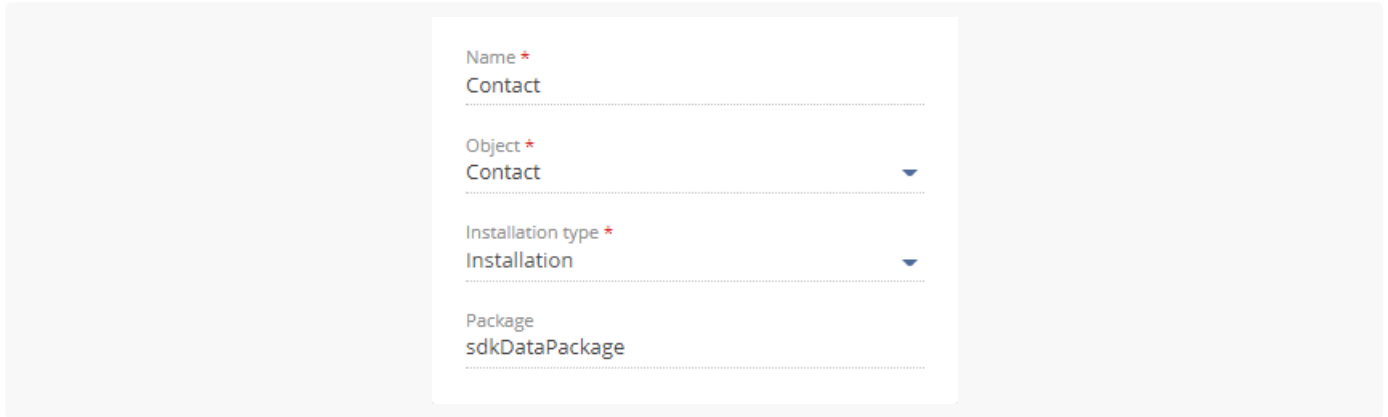 Name *
Contact
Object *
Contact
Installation type *
Installation
Package
sdkDataPackage